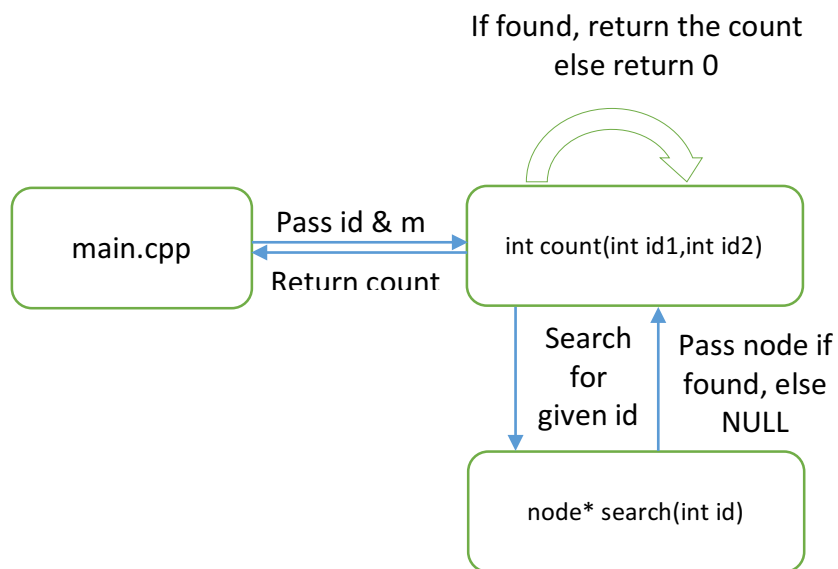 If found, return the count
else return 0
main.cpp
Pass id & m
Return count
int count(int id1,int id2)
Search
for
given id
Pass node if
found, else
NULL
node* search(int id)